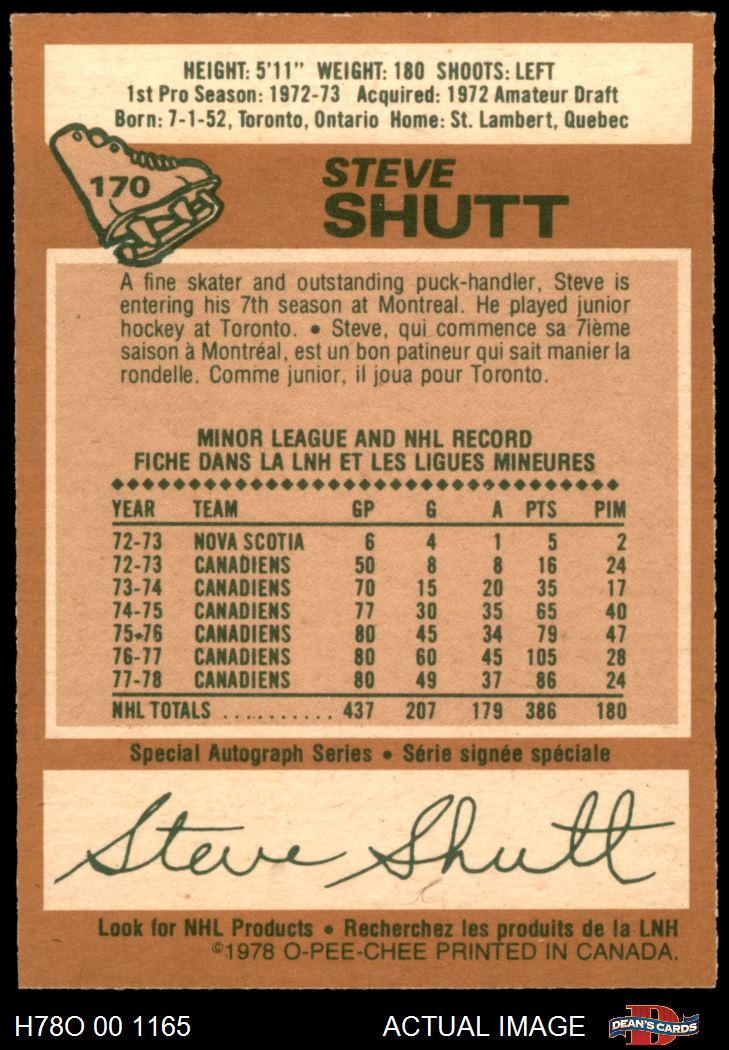 HEIGHT: 5'11" WEIGHT: 180 SHOOTS: LEFT
1st Pro Season: 1972-73 Acquired: 1972 Amateur Draft
Born: 7-1-52, Toronto, Ontario Home: St. Lambert, Quebec
170
STEVE
SHUTT
A fine skater and outstanding puck-handler, Steve is
entering his 7th season at Montreal. He played junior
hockey at Toronto. • Steve, qui commence sa 7ième
saison à Montréal, est un bon patineur qui sait manier la
rondelle. Comme junior, il joua pour Toronto.
MINOR LEAGUE AND NHL RECORD
FICHE DANS LA LNH ET LES LIGUES MINEURES
YEAR TEAM GP G A PTS PIM
72-73 NOVA SCOTIA 6 4 1 5 2
72-73 CANADIENS 50 8 8 16 24
73-74 CANADIENS 70 15 20 35 17
74-75 CANADIENS 77 30 35 65 40
75-76 CANADIENS 80 45 34 79 47
76-77 CANADIENS 80 60 45 105 28
77-78 CANADIENS 80 49 37 86 24
NHL TOTALS .......... 437 207 179 386 180
Special Autograph Series • Série signée spéciale
Steve Shutt
Look for NHL Products • Recherchez les produits de la LNH
©1978 O-PEE-CHEE PRINTED IN CANADA.
H78O 00 1165 ACTUAL IMAGE D DEAN'S CARDS